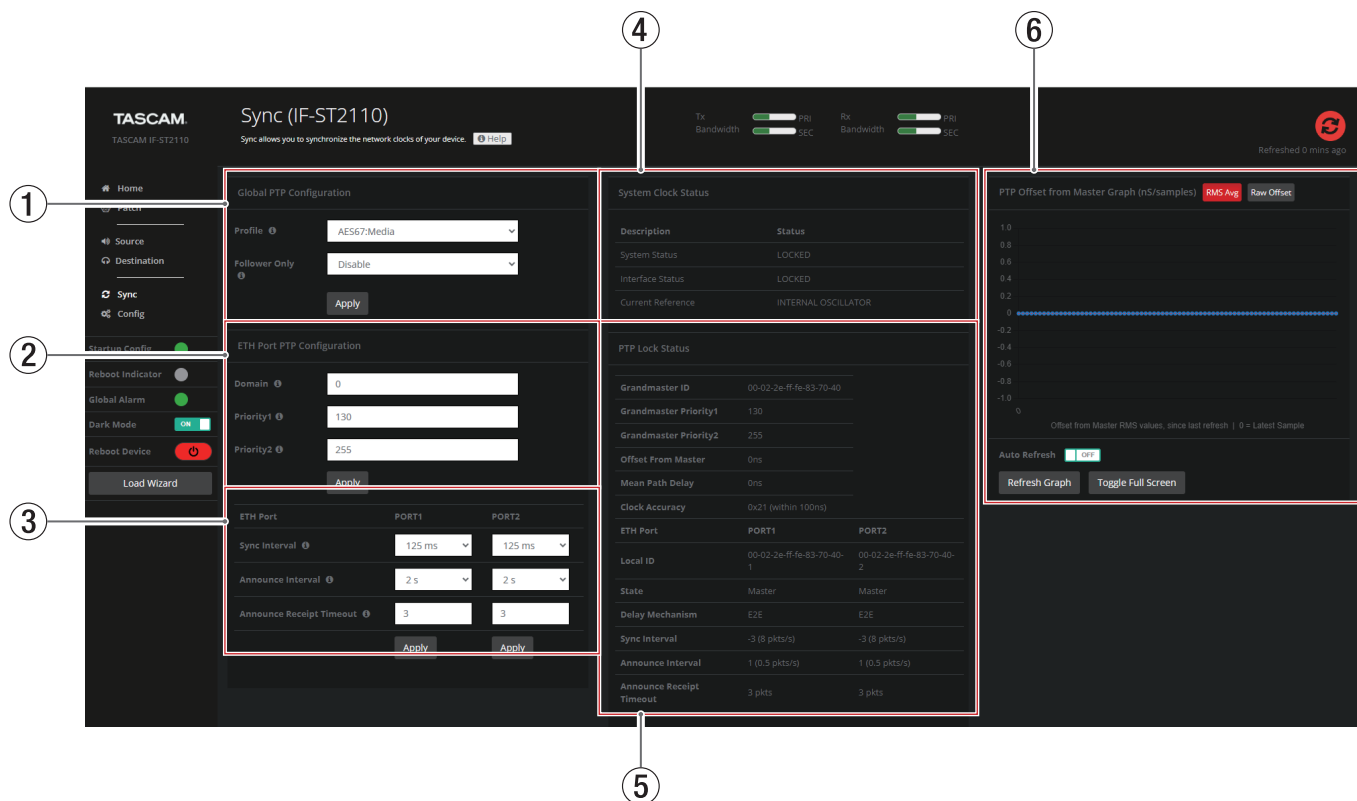 4
6
TASCAM.
TASCAM IF-ST2110
Sync (IF-ST2110)
Sync allows you to synchronize the network clocks of your device.
Help
Tx
Bandwidth
PRI
SEC
Rx
Bandwidth
PRI
SEC
Refreshed 0 mins ago
1
Home
Patch
Source
Destination
Sync
Config
2
Startup Config
Reboot Indicator
Global Alarm
Dark Mode ON
Reboot Device
Load Wizard
3
Global PTP Configuration
Profile AES67:Media
Follower Only Disable
Apply
ETH Port PTP Configuration
Domain 0
Priority1 130
Priority2 255
Apply
ETH Port PORT1 PORT2
Sync Interval 125 ms 125 ms
Announce Interval 2 s 2 s
Announce Receipt Timeout 3 3
Apply Apply
System Clock Status
Description Status
System Status LOCKED
Interface Status LOCKED
Current Reference INTERNAL OSCILLATOR
PTP Lock Status
Grandmaster ID 00-02-2e-ff-fe-83-70-40
Grandmaster Priority1 130
Grandmaster Priority2 255
Offset From Master 0ns
Mean Path Delay 0ns
Clock Accuracy 0x21 (within 100ns)
ETH Port PORT1 PORT2
Local ID 00-02-2e-ff-fe-83-70-40-1 00-02-2e-ff-fe-83-70-40-2
State Master Master
Delay Mechanism E2E E2E
Sync Interval -3 (8 pkts/s) -3 (8 pkts/s)
Announce Interval 1 (0.5 pkts/s) 1 (0.5 pkts/s)
Announce Receipt
Timeout 3 pkts 3 pkts
5
PTP Offset from Master Graph (nS/samples) RMS Avg Raw Offset
1.0
0.8
0.6
0.4
0.2
0
-0.2
-0.4
-0.6
-0.8
-1.0
0
Offset from Master RMS values, since last refresh | 0 = Latest Sample
Auto Refresh OFF
Refresh Graph Toggle Full Screen